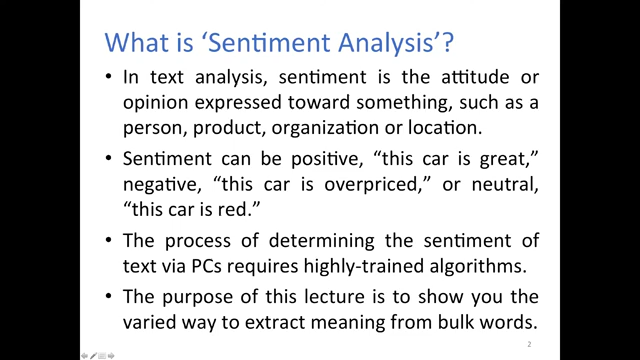 What is ‘Sentiment Analysis’?
• In text analysis, sentiment is the attitude or
opinion expressed toward something, such as a
person, product, organization or location.
• Sentiment can be positive, “this car is great,”
negative, “this car is overpriced,” or neutral,
“this car is red.”
• The process of determining the sentiment of
text via PCs requires highly-trained algorithms.
• The purpose of this lecture is to show you the
varied way to extract meaning from bulk words.
2